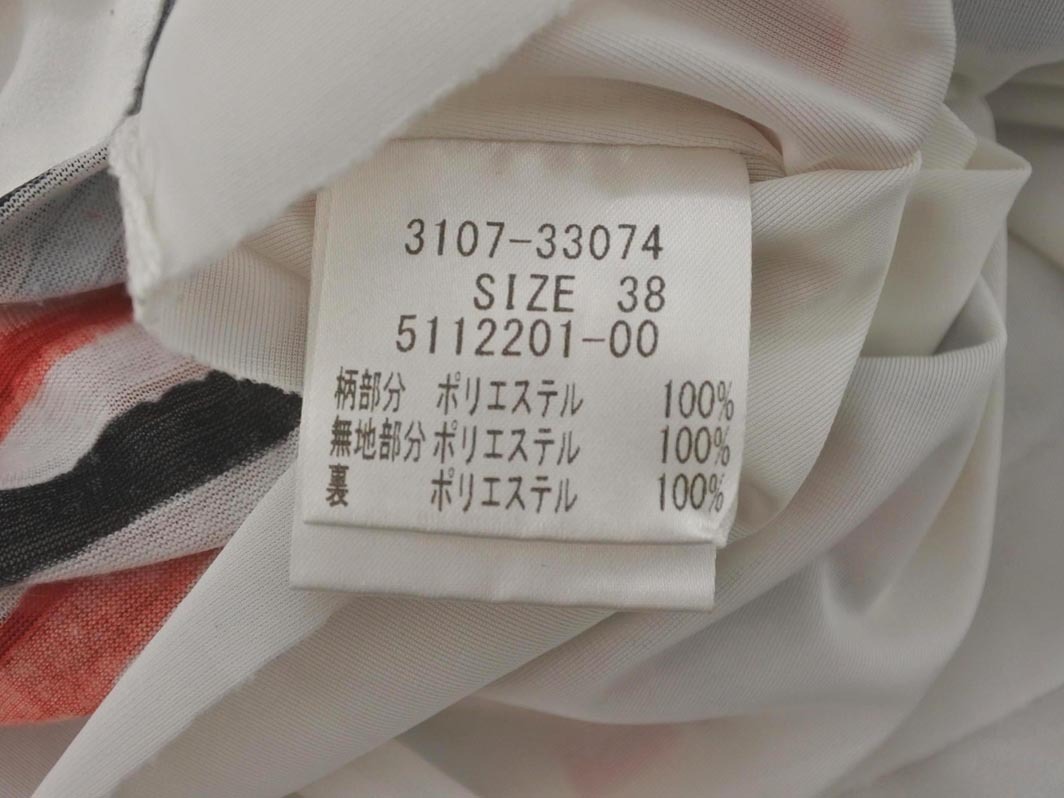 3107-33074
SIZE 38
5112201-00
柄部分 ポリエステル 100%
無地部分 ポリエステル 100%
裏 ポリエステル 100%